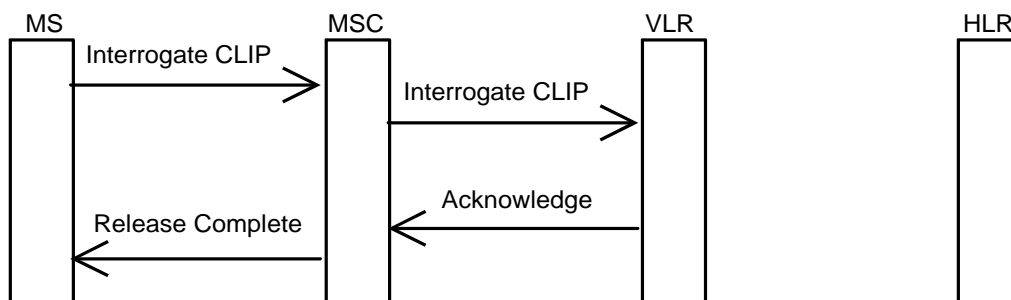 MS MSC VLR HLR
Interrogate CLIP
Interrogate CLIP
Acknowledge
Release Complete